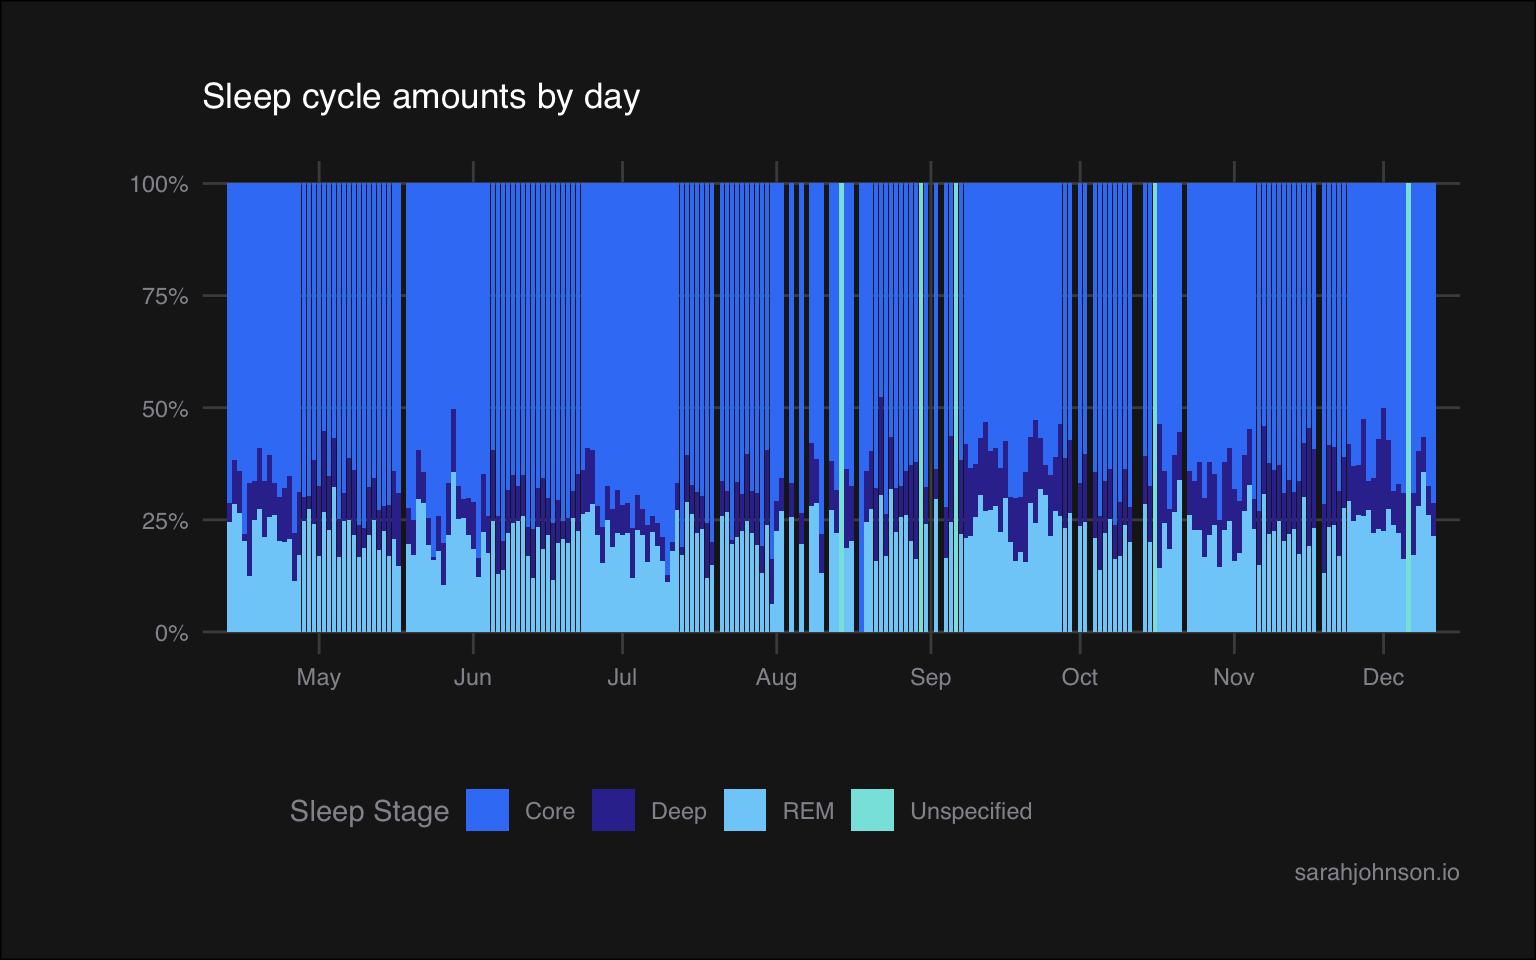 Sleep cycle amounts by day
100%
75%
50%
25%
0%
May Jun Jul Aug Sep Oct Nov Dec
Sleep Stage Core Deep REM Unspecified
sarahjohnson.io